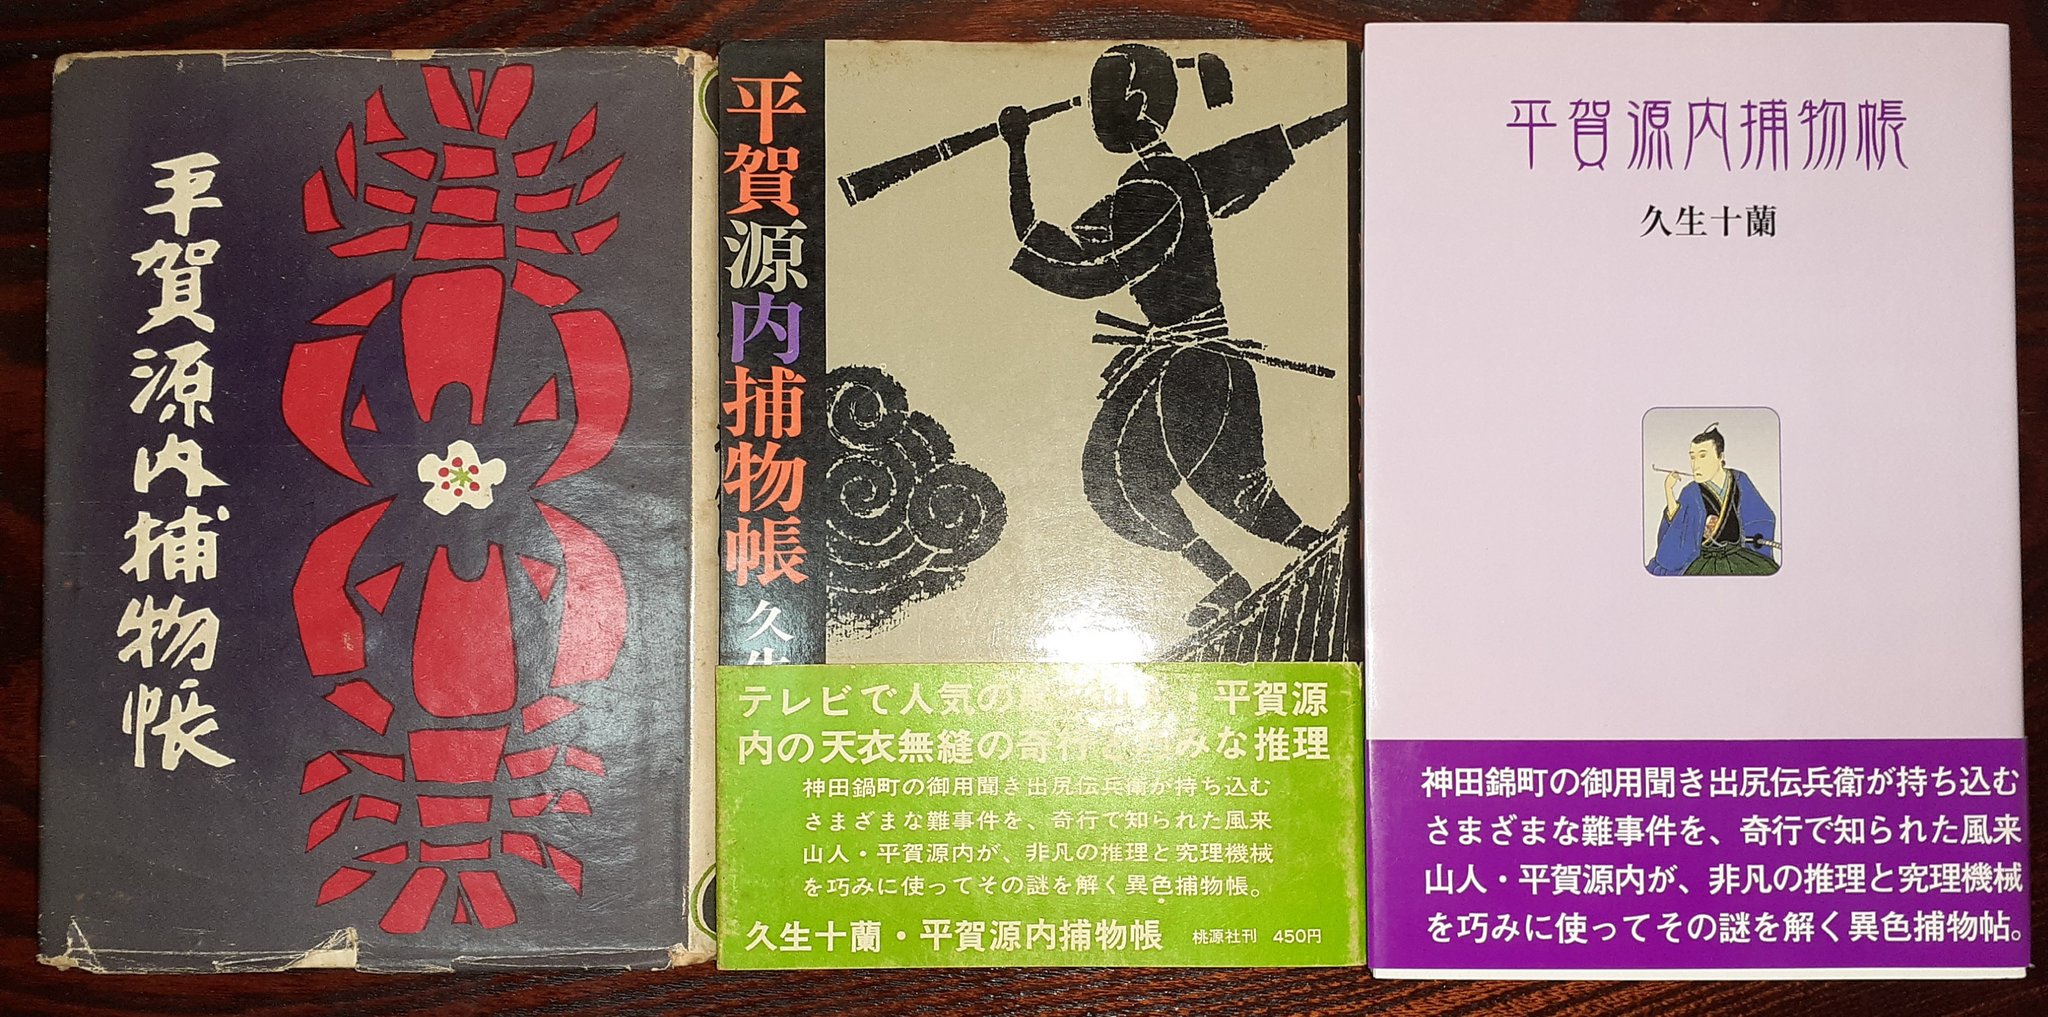 平賀源内捕物帳
平賀源内捕物帳
久生
テレビで人気の 平賀源
内の天衣無縫の奇行と みな推理
神田鍋町の御用聞き出尻伝兵衛が持ち込む
さまざまな難事件を、奇行で知られた風来
山人・平賀源内が、非凡の推理と究理機械
を巧みに使ってその謎を解く異色捕物帳。
久生十蘭・平賀源内捕物帳 桃源社刊 450円
平賀源内捕物帳
久生十蘭
神田錦町の御用聞き出尻伝兵衛が持ち込む
さまざまな難事件を、奇行で知られた風来
山人・平賀源内が、非凡の推理と究理機械
を巧みに使ってその謎を解く異色捕物帖。